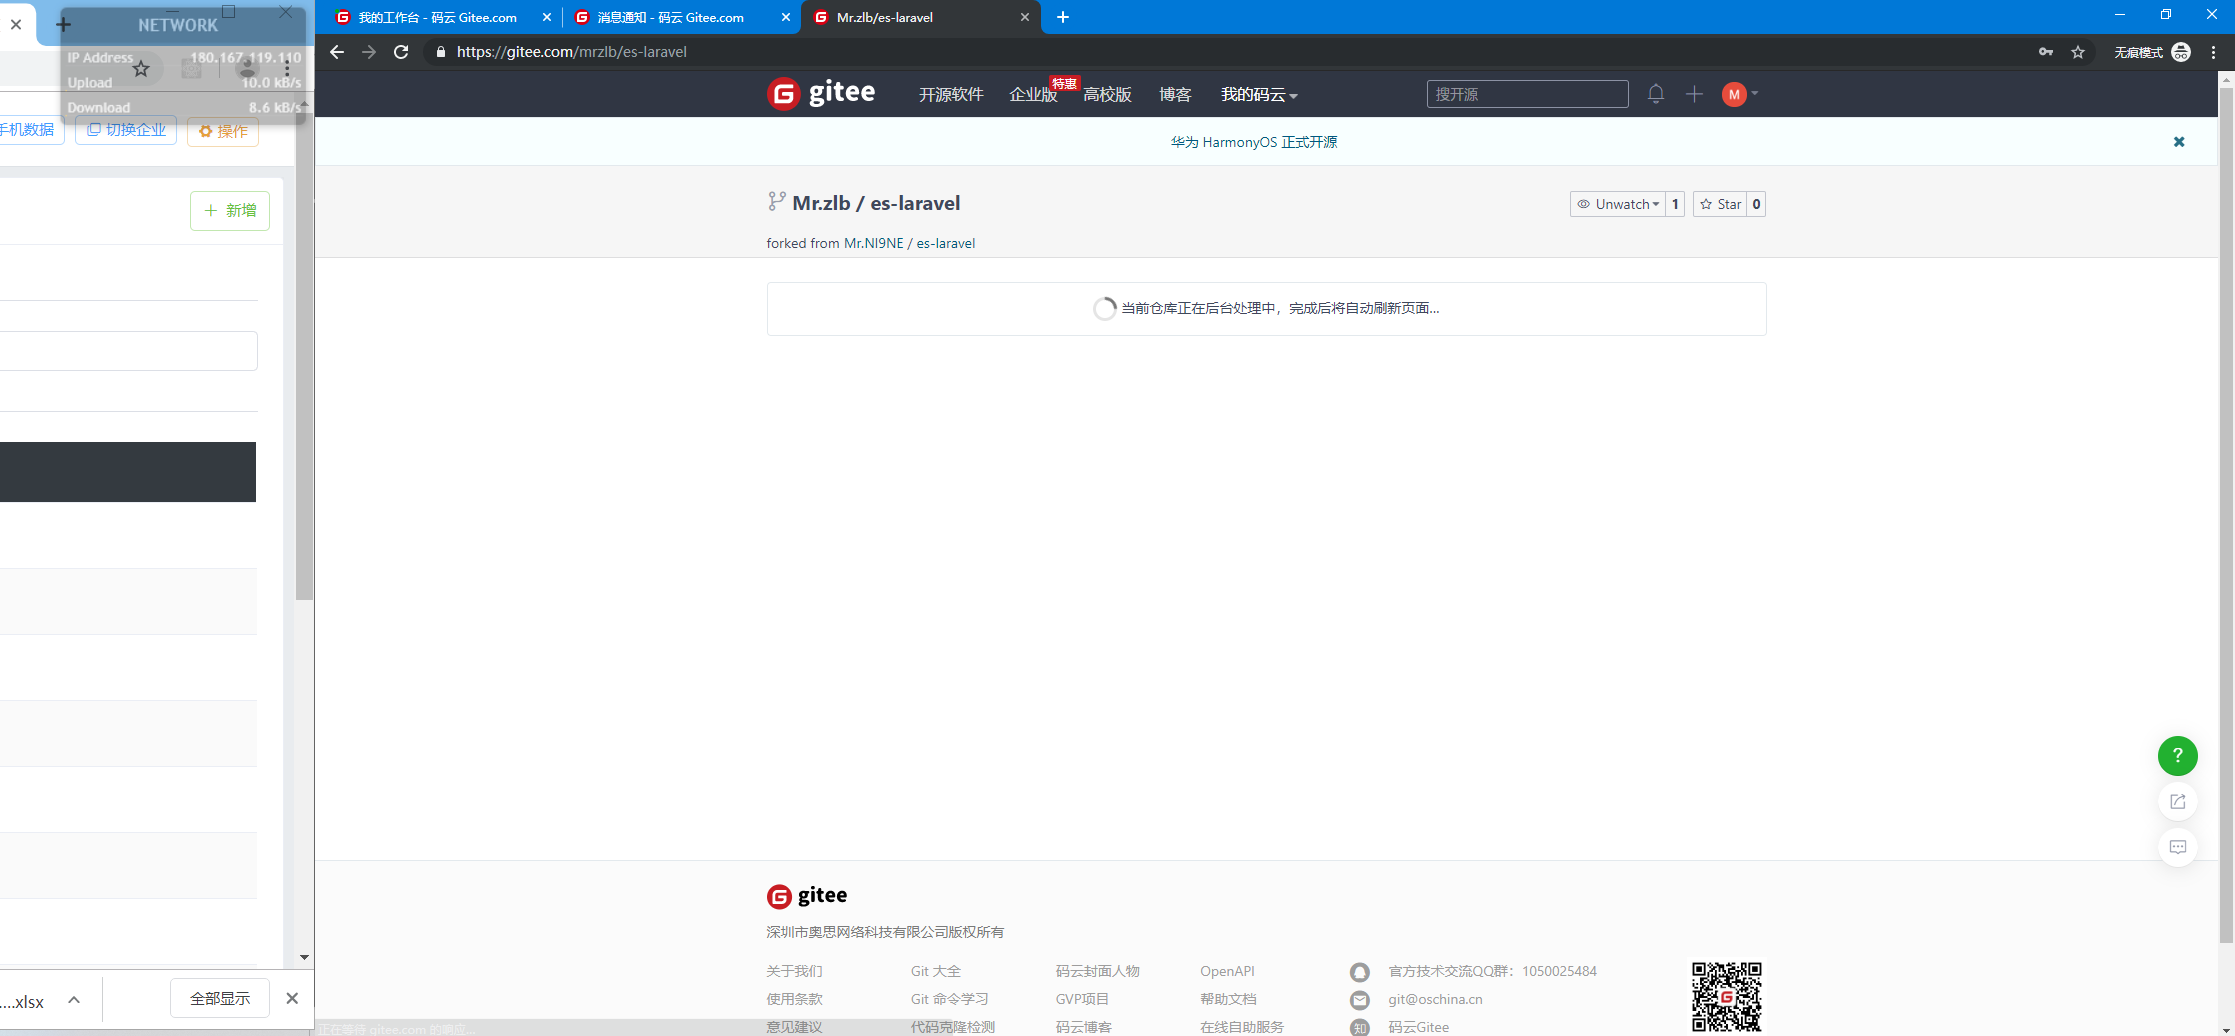 NETWORK
IP Address 180.167.119.110
Upload 10.0 kB/s
Download 8.6 kB/s
手机数据
切换企业
操作
新增
....xlsx
全部显示
我的工作台 - 码云 Gitee.com
消息通知 - 码云 Gitee.com
Mr.zlb/es-laravel
https://gitee.com/mrzlb/es-laravel
无痕模式
gitee
开源软件
企业版
特惠
高校版
博客
我的码云
搜开源
M
华为 HarmonyOS 正式开源
Mr.zlb / es-laravel
Unwatch 1
Star 0
forked from Mr.NI9NE / es-laravel
当前仓库正在后台处理中，完成后将自动刷新页面...
?
gitee
深圳市奥思网络科技有限公司版权所有
关于我们
Git 大全
码云封面人物
OpenAPI
官方技术交流QQ群：1050025484
使用条款
Git 命令学习
GVP项目
帮助文档
git@oschina.cn
意见建议
代码克隆检测
码云博客
在线自助服务
知
码云Gitee
正在等待 gitee.com 的响应...